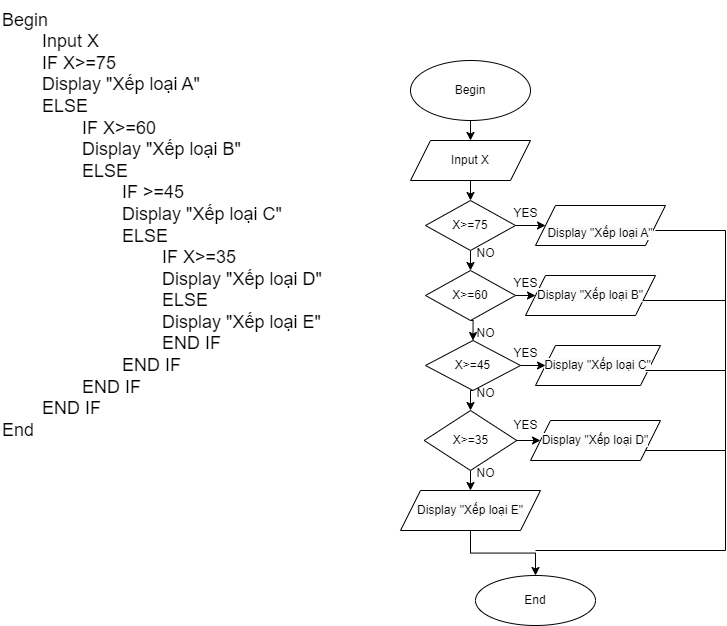 Begin
Input X
IF X>=75
Display "Xếp loại A"
ELSE
IF X>=60
Display "Xếp loại B"
ELSE
IF >=45
Display "Xếp loại C"
ELSE
IF X>=35
Display "Xếp loại D"
ELSE
Display "Xếp loại E"
END IF
END IF
END IF
END IF
End
Begin
Input X
X>=75
YES
Display "Xếp loại A"
NO
X>=60
YES
Display "Xếp loại B"
NO
X>=45
YES
Display "Xếp loại C"
NO
X>=35
YES
Display "Xếp loại D"
NO
Display "Xếp loại E"
End